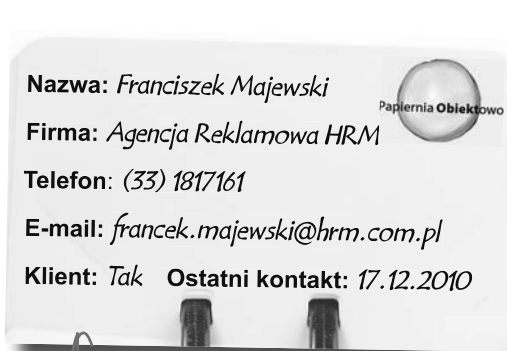 Nazwa: Franciszek Majewski
Papiernia Obiektowo
Firma: Agencja Reklamowa HRM
Telefon: (33) 1817161
E-mail: francek.majewski@hrm.com.pl
Klient: Tak Ostatni kontakt: 17.12.2010